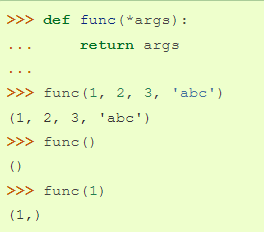 >>> def func(*args):
...     return args
...
>>> func(1, 2, 3, 'abc')
(1, 2, 3, 'abc')
>>> func()
()
>>> func(1)
(1,)